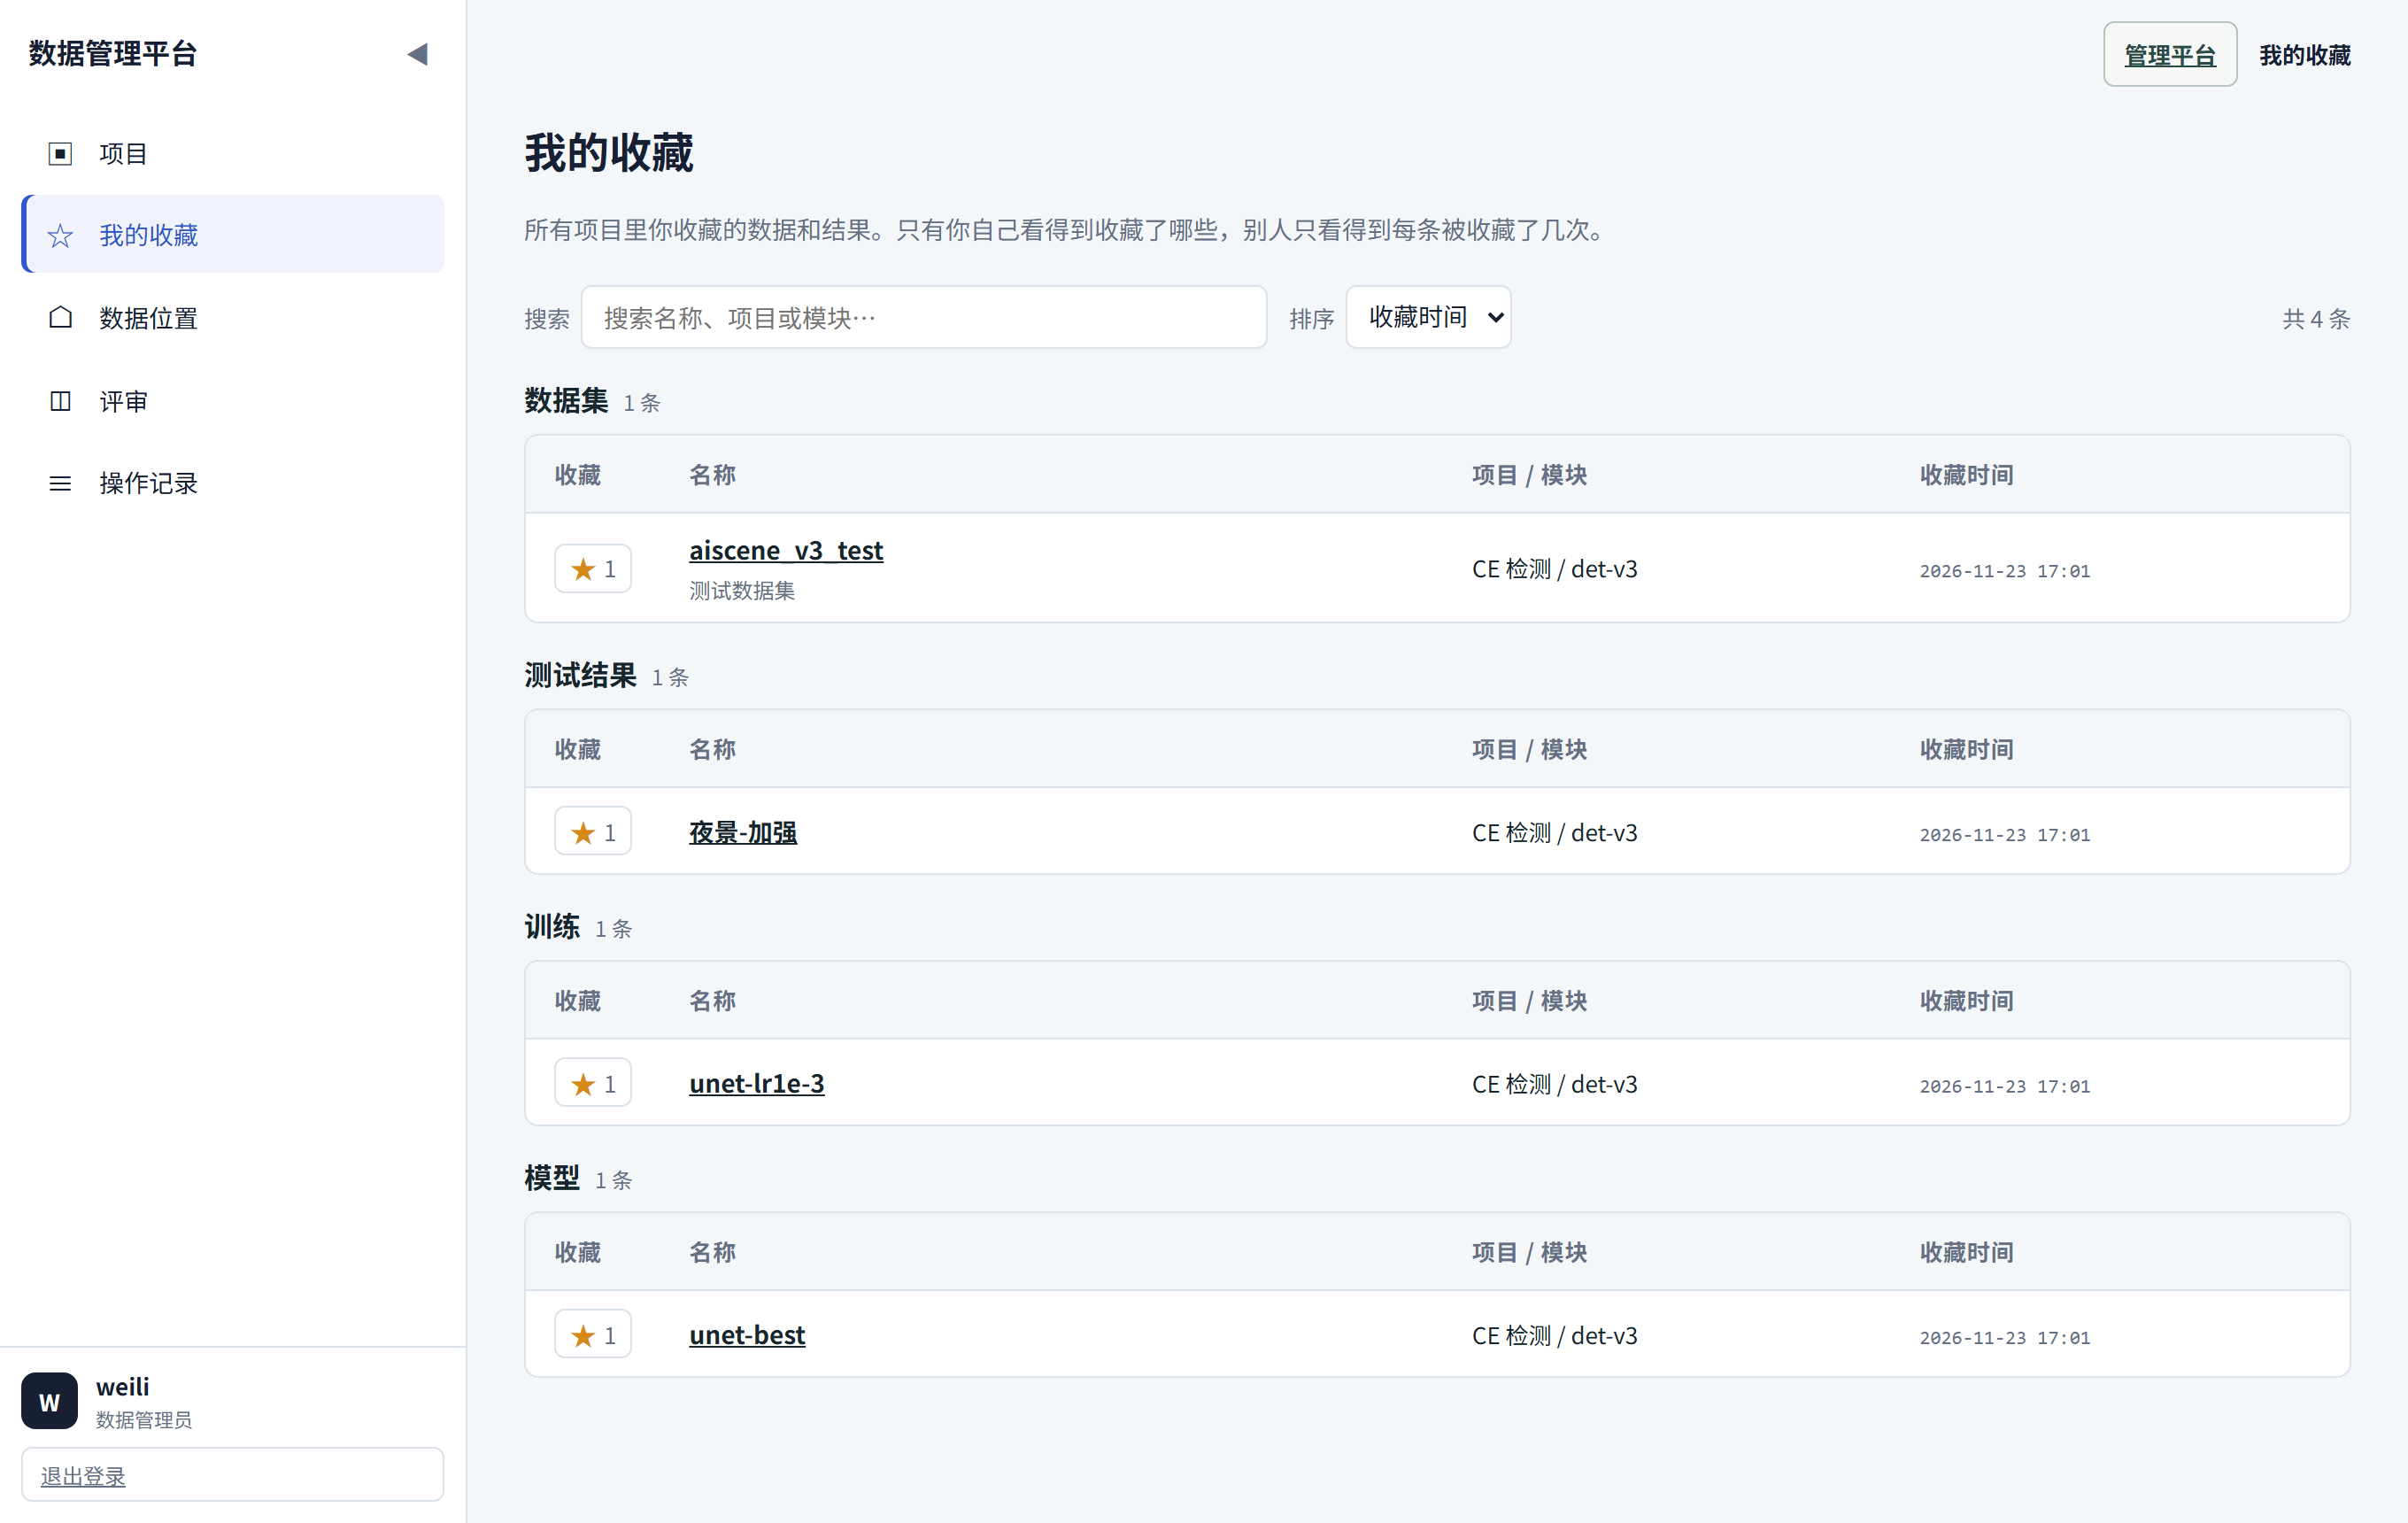 数据管理平台
项目
我的收藏
数据位置
评审
操作记录
W
weili
数据管理员
退出登录
管理平台 我的收藏
我的收藏
所有项目里你收藏的数据和结果。只有你自己看得到收藏了哪些，别人只看得到每条被收藏了几次。
搜索 搜索名称、项目或模块… 排序 收藏时间 共 4 条
数据集 1 条
收藏 名称 项目 / 模块 收藏时间
★ 1 aiscene_v3_test CE 检测 / det-v3 2026-11-23 17:01
测试数据集
测试结果 1 条
收藏 名称 项目 / 模块 收藏时间
★ 1 夜景-加强 CE 检测 / det-v3 2026-11-23 17:01
训练 1 条
收藏 名称 项目 / 模块 收藏时间
★ 1 unet-lr1e-3 CE 检测 / det-v3 2026-11-23 17:01
模型 1 条
收藏 名称 项目 / 模块 收藏时间
★ 1 unet-best CE 检测 / det-v3 2026-11-23 17:01